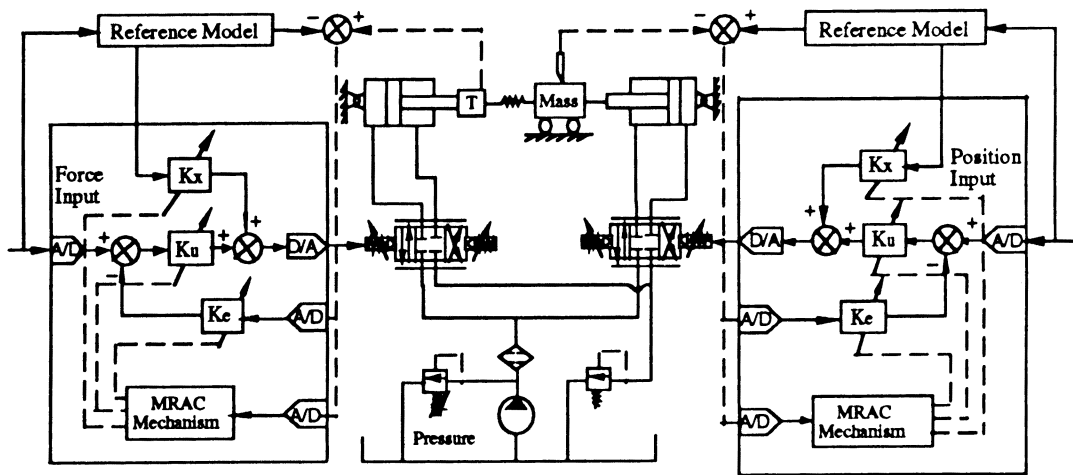 Reference Model
-
+
-
+
Reference Model
T
Mass
Force
Input
Kx
+
A/D
+
-
Ku
+
D/A
Ke
A/D
MRAC
Mechanism
A/D
Pressure
Kx
Position
Input
+
D/A
+
Ku
-
+
A/D
A/D
Ke
A/D
MRAC
Mechanism